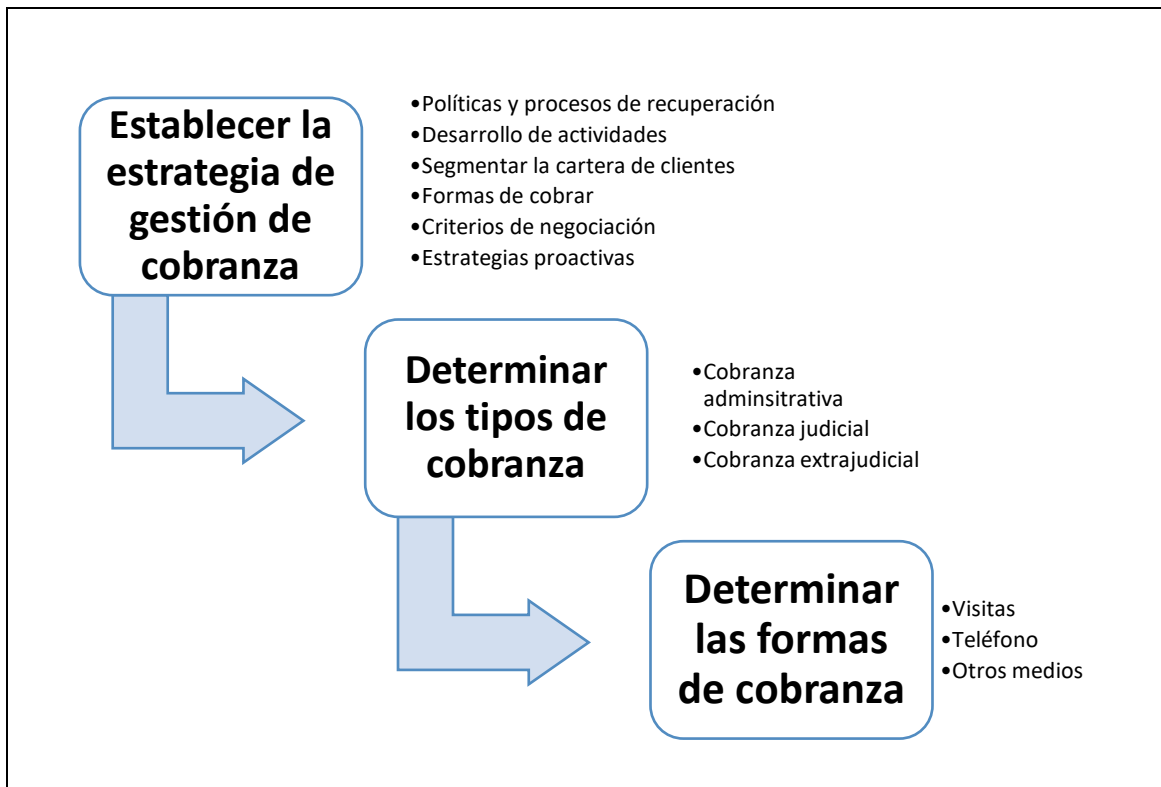 Establecer la
estrategia de
gestión de
cobranza
•Políticas y procesos de recuperación
•Desarrollo de actividades
•Segmentar la cartera de clientes
•Formas de cobrar
•Criterios de negociación
•Estrategias proactivas
Determinar
los tipos de
cobranza
•Cobranza
adminsitrativa
•Cobranza judicial
•Cobranza extrajudicial
Determinar
las formas
de cobranza
•Visitas
•Teléfono
•Otros medios